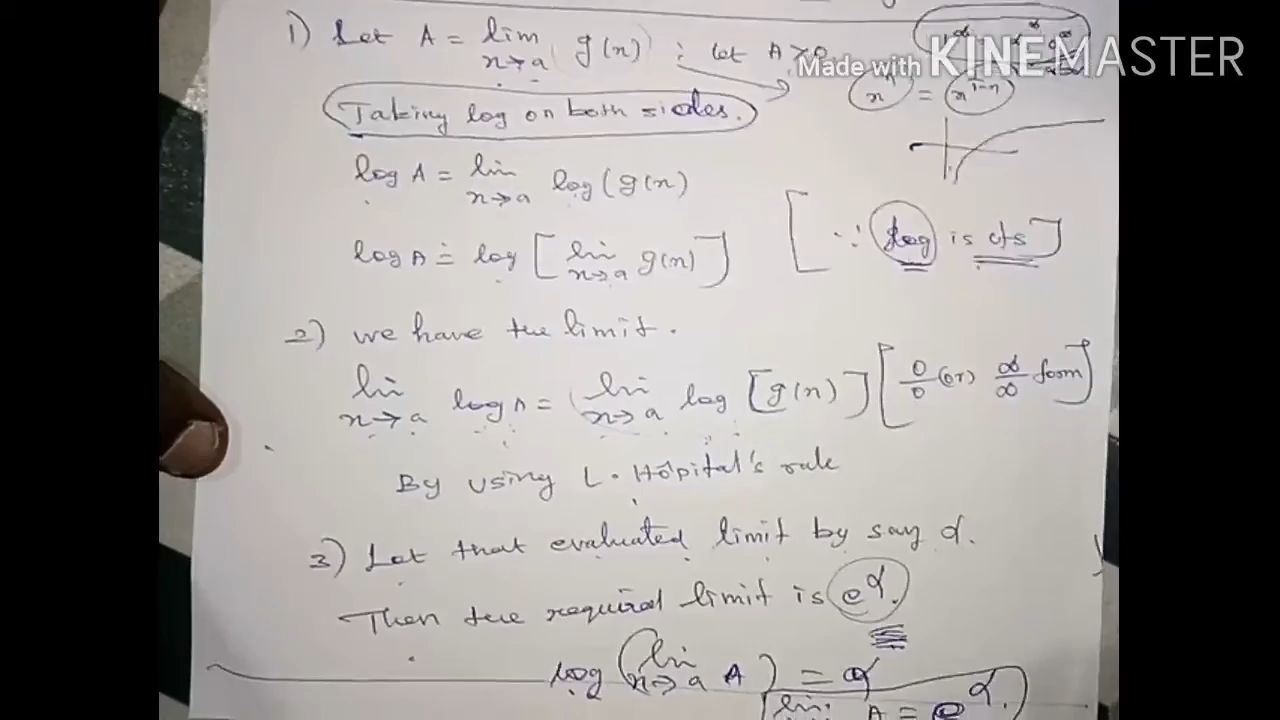 1) Let A = lim g(n) : let A > 0
n→a
Made with KINEMASTER
Taking log on both sides.
= n^1-n
log A = lim log(g(n)
n→a
log A = log [ lim g(n) ] [ ∵ log is cts ]
n→a
2) we have the limit.
lim log A = lim log [g(n)] [ 0/0 (or) ∞/∞ form ]
n→a n→a
By using L. Hôpital's rule
3) Let that evaluated limit by say α.
Then the required limit is e^α.
log ( lim A ) = α
n→a
lim A = e^α.